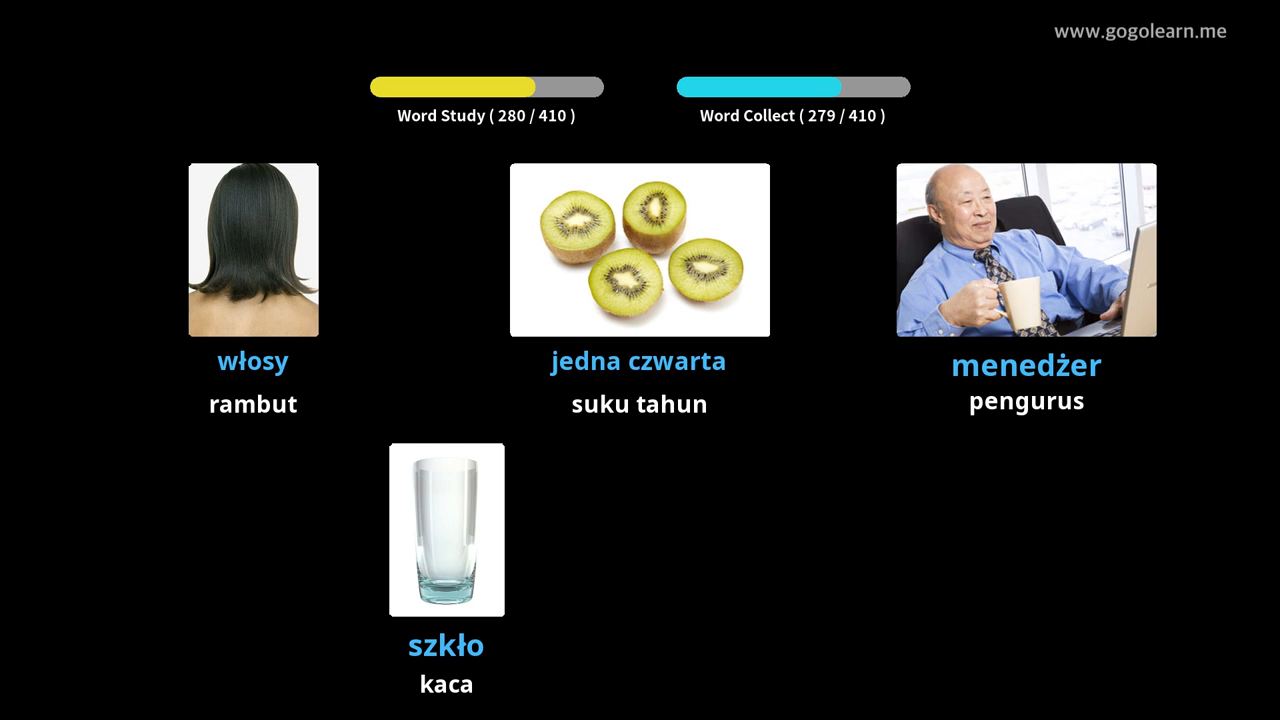 www.gogolearn.me
Word Study ( 280 / 410 )
Word Collect ( 279 / 410 )
włosy
rambut
jedna czwarta
suku tahun
menedżer
pengurus
szkło
kaca